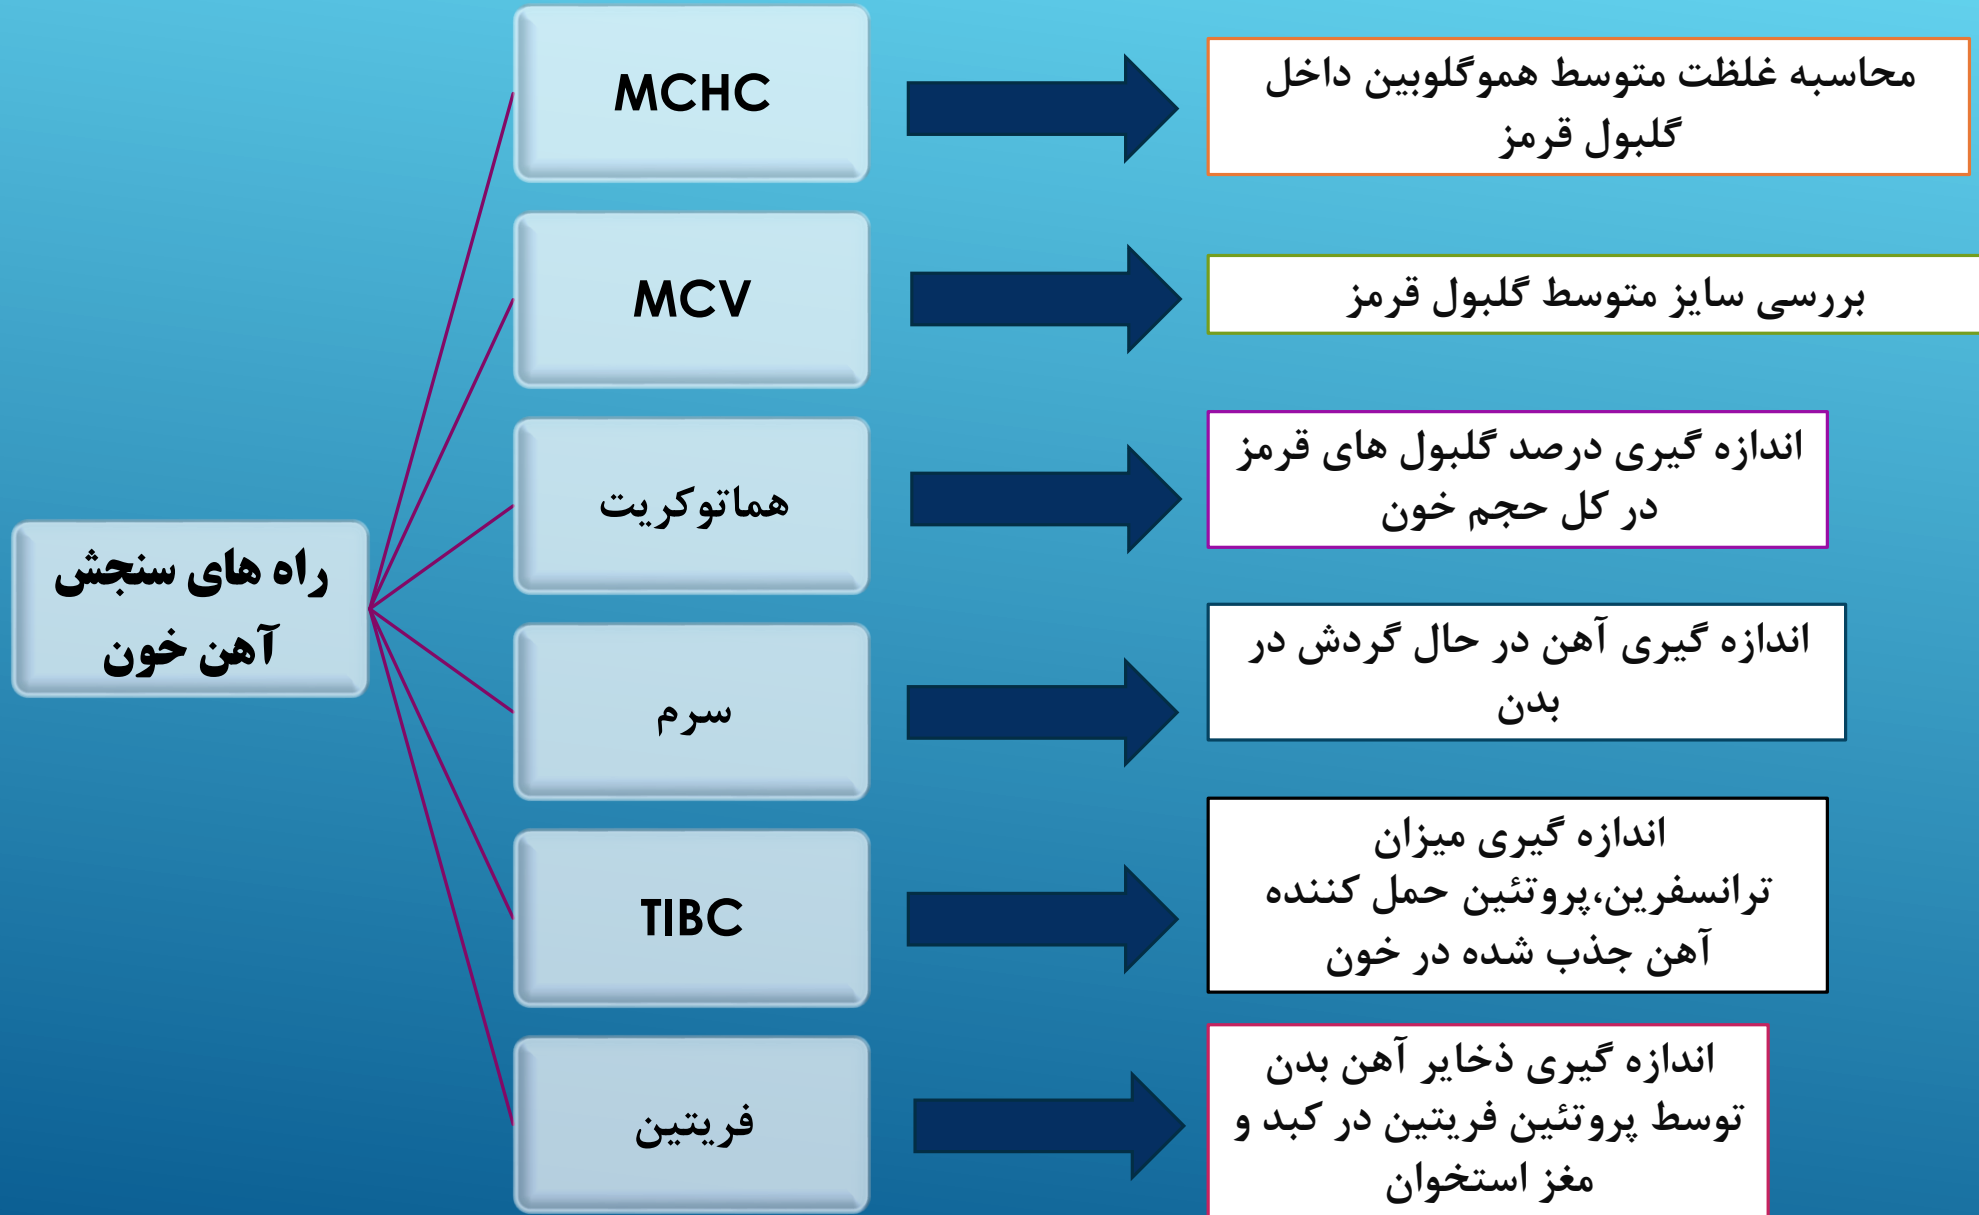 راه های سنجش
آهن خون
MCHC
محاسبه غلظت متوسط هموگلوبین داخل
گلبول قرمز
MCV
بررسی سایز متوسط گلبول قرمز
هماتوکریت
اندازه گیری درصد گلبول های قرمز
در کل حجم خون
سرم
اندازه گیری آهن در حال گردش در
بدن
TIBC
اندازه گیری میزان
ترانسفرین،پروتئین حمل کننده
آهن جذب شده در خون
فریتین
اندازه گیری ذخایر آهن بدن
توسط پروتئین فریتین در کبد و
مغز استخوان